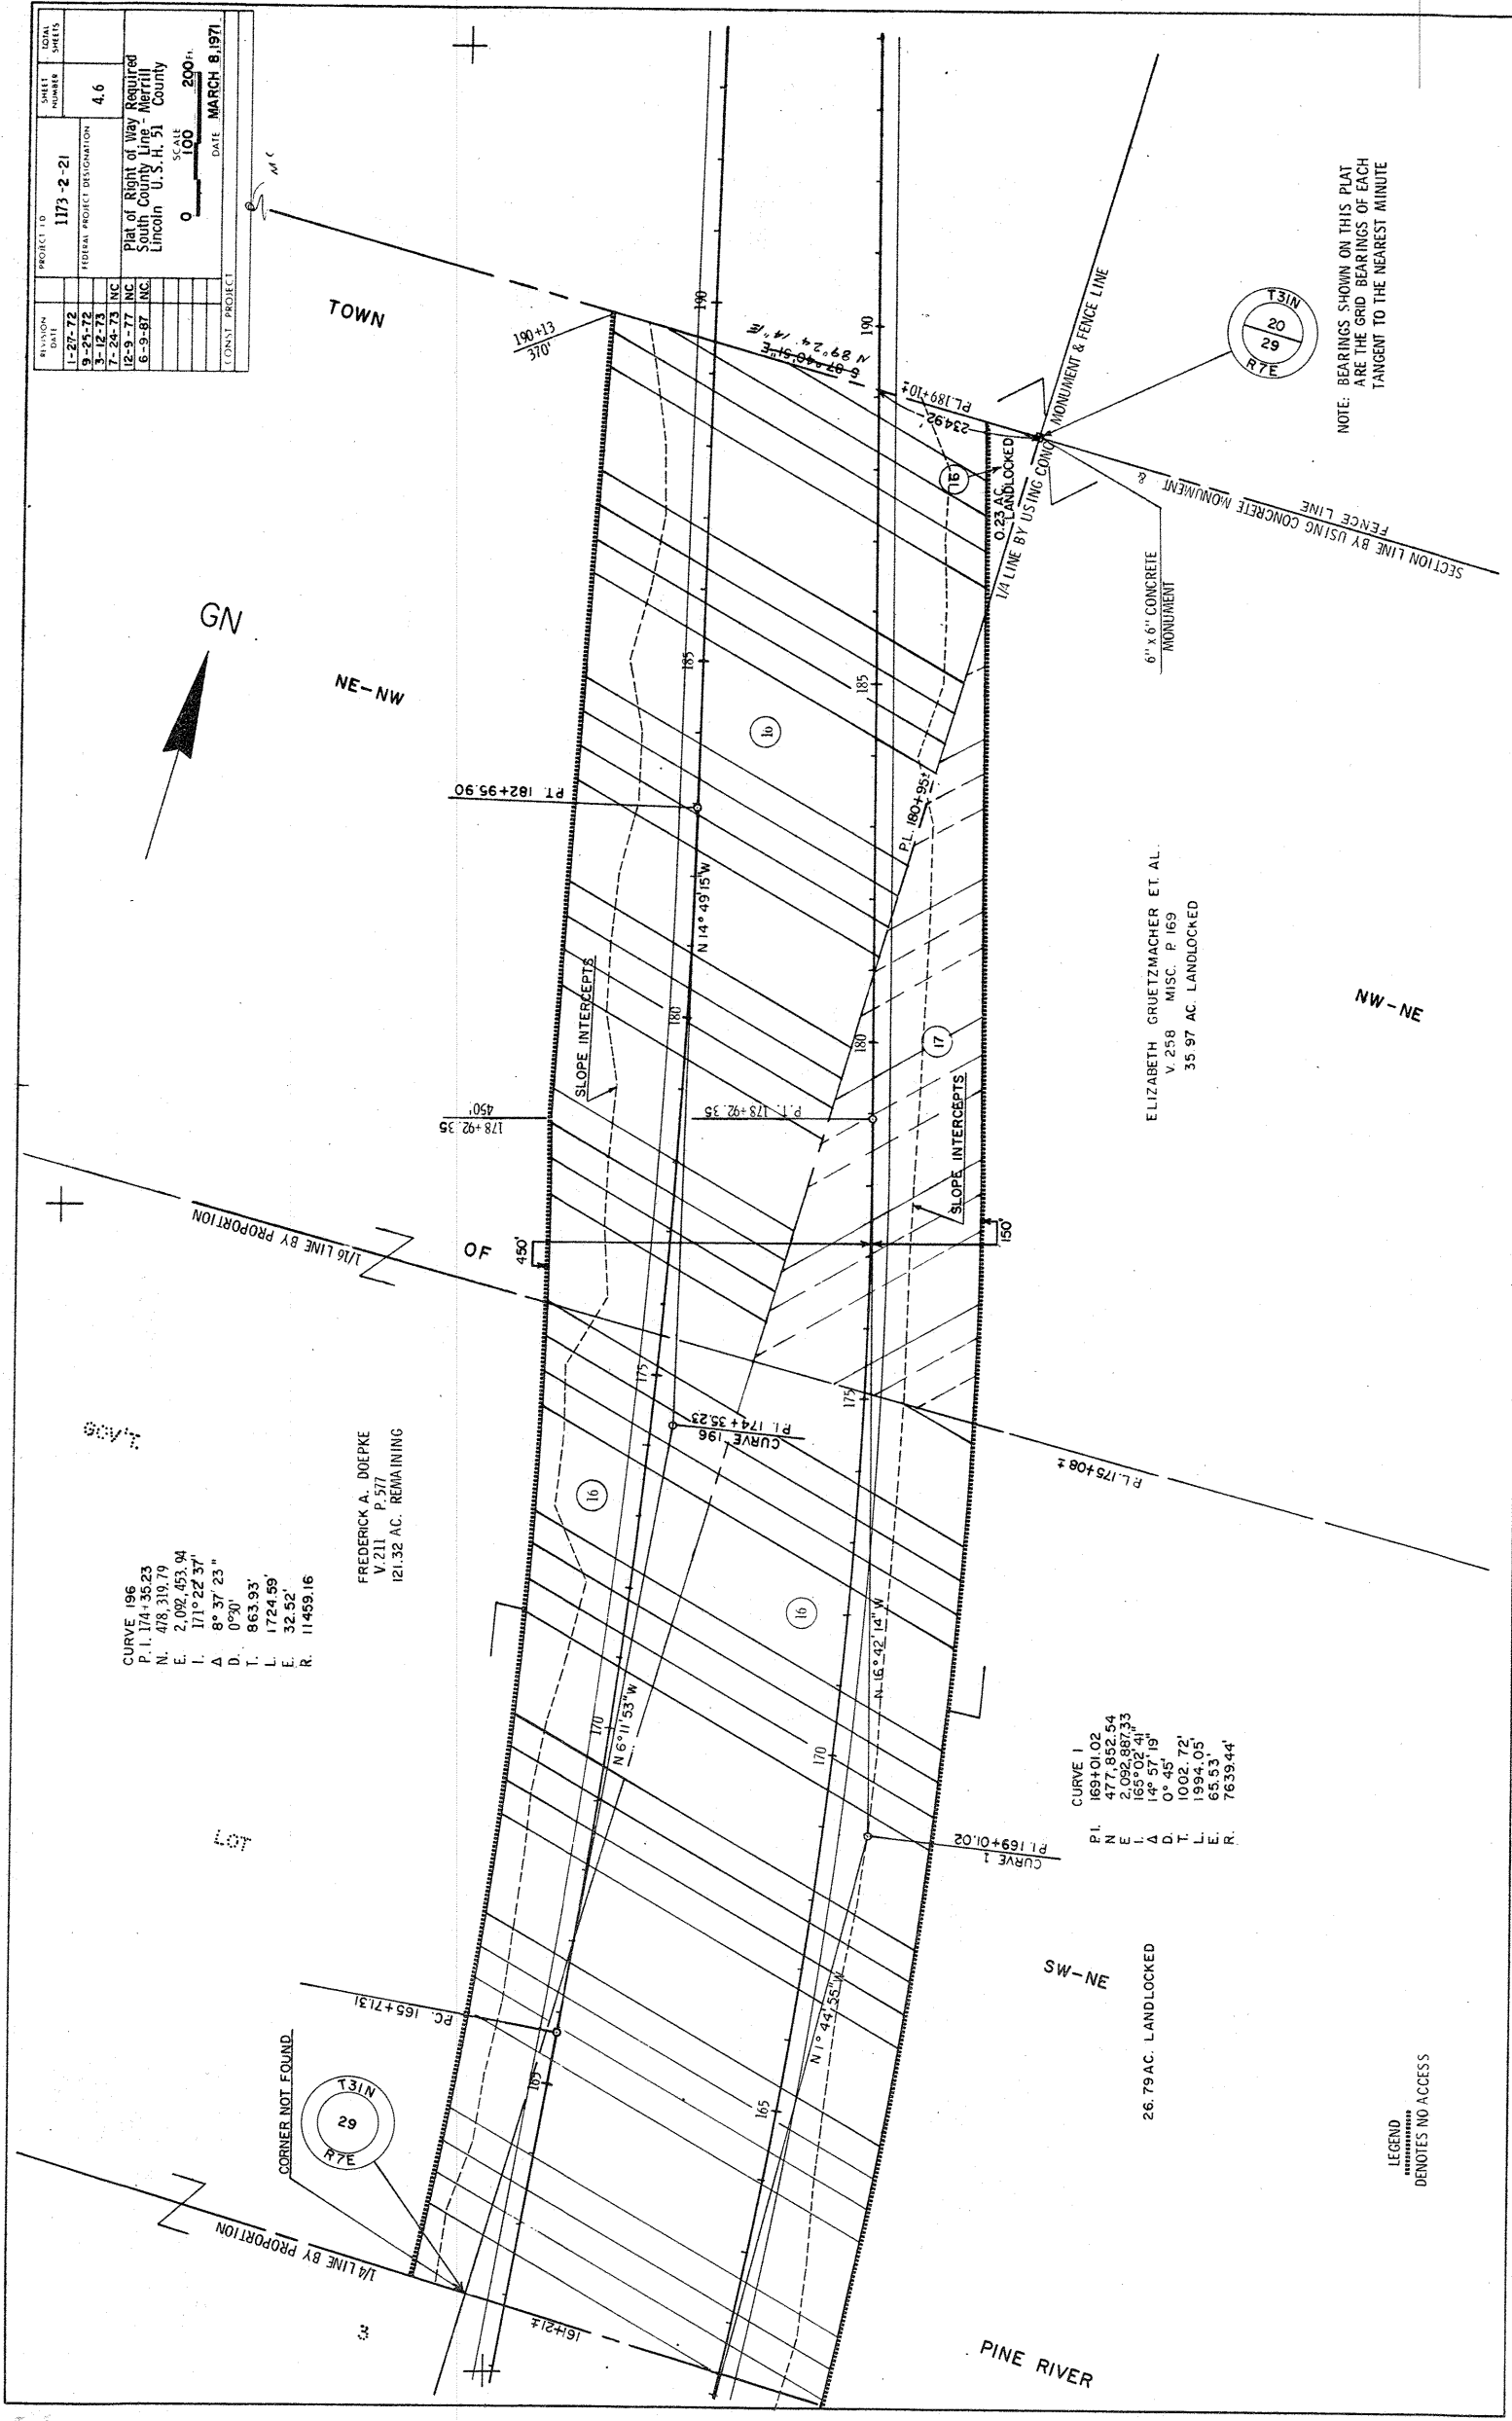 REVISION DATE
1-27-72
9-25-72
3-12-73
7-24-73 NC
12-9-77 NC
6-9-87 NC
PROJECT I D
1173-2-21
SHEET NUMBER
TOTAL SHEETS
FEDERAL PROJECT DESIGNATION
4.6
Plat of Right of Way Required
South County Line - Merrill
Lincoln U.S.H. 51 County
SCALE
0 100 200 Ft.
DATE MARCH 8,1971
CONST PROJECT
TOWN
190+13
370'
190
190
S 87° 40' 51" E
N 89° 24' 14" E
P.L. 189+10±
234.92'
16
0.23 AC.
LANDLOCKED
1/4 LINE BY USING CONC MONUMENT & FENCE LINE
T31N
20
29
R7E
NOTE: BEARINGS SHOWN ON THIS PLAT
ARE THE GRID BEARINGS OF EACH
TANGENT TO THE NEAREST MINUTE
SECTION LINE BY USING CONCRETE MONUMENT &
FENCE LINE
6" x 6" CONCRETE
MONUMENT
GN
NE-NW
185
185
16
P.T. 182+95.90
N 14° 49' 15" W
P.L. 180+95±
SLOPE INTERCEPTS
180
180
17
ELIZABETH GRUETZMACHER ET. AL.
V. 258 MISC. P. 169
35.97 AC. LANDLOCKED
NW-NE
178+92.35
450'
P.T. 178+92.35
SLOPE INTERCEPTS
1/16 LINE BY PROPORTION
OF
450'
150'
175
175
P.I. 174+35.23
CURVE 196
P.L. 175+08±
GOV'T.
FREDERICK A. DOEPKE
V. 211 P. 577
121.32 AC. REMAINING
16
16
CURVE 196
P.I. 174+35.23
N. 478,319.79
E. 2,092,453.94
I. 171° 22' 37"
Δ 8° 37' 23"
D. 0°30'
T. 863.93'
L. 1724.59'
E. 32.52'
R. 11459.16
N 6° 11' 53" W
170
170
N 16° 42' 14" W
CURVE 1
P.I. 169+01.02
N 477,852.54
E 2,092,887.33
I. 165° 02' 41"
Δ 14° 57' 19"
D. 0° 45'
T. 1002.72'
L. 1994.05'
E. 65.53'
R. 7639.44'
P.I. 169+01.02
CURVE 1
LOT
SW-NE
26.79 AC. LANDLOCKED
N 1° 44' 55" W
P.C. 165+71.31
165
165
CORNER NOT FOUND
T31N
29
R7E
1/4 LINE BY PROPORTION
161+21±
3
PINE RIVER
LEGEND
DENOTES NO ACCESS